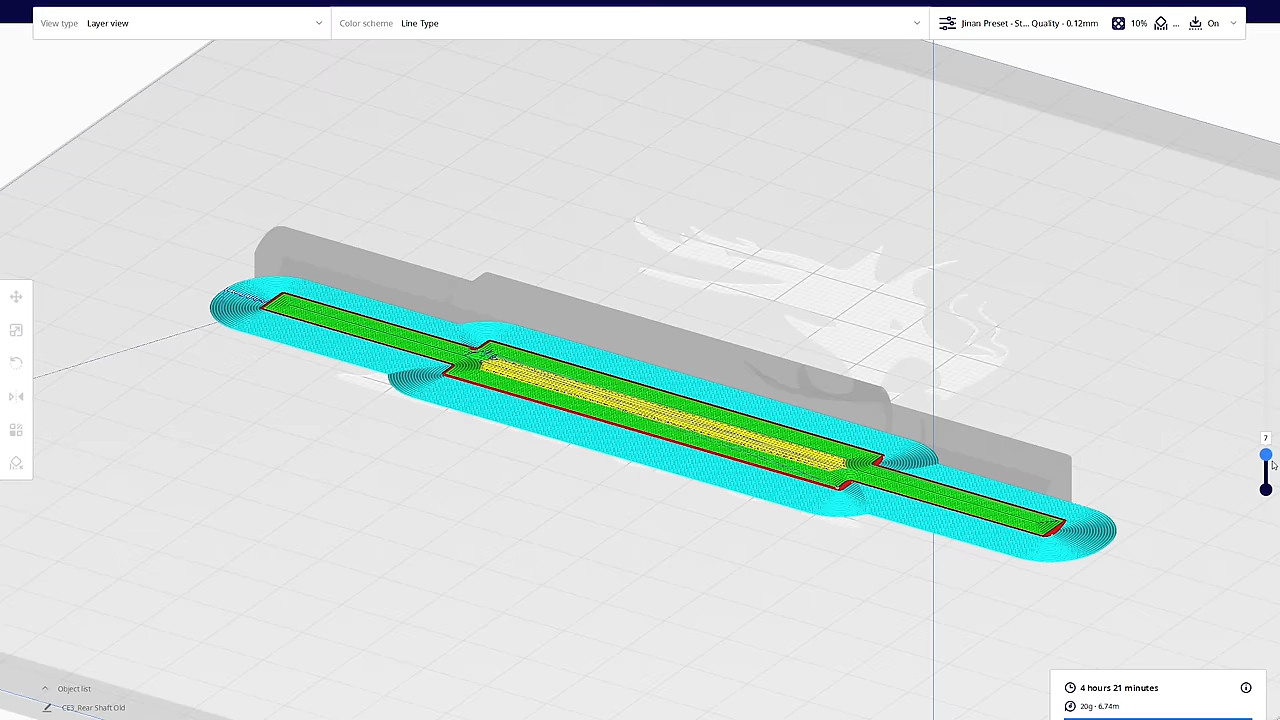 View type Layer view
Color scheme Line Type
Jinan Preset - St... Quality - 0.12mm 10% ... On
7
4 hours 21 minutes
20g · 6.74m
Object list
CE3_Rear Shaft Old